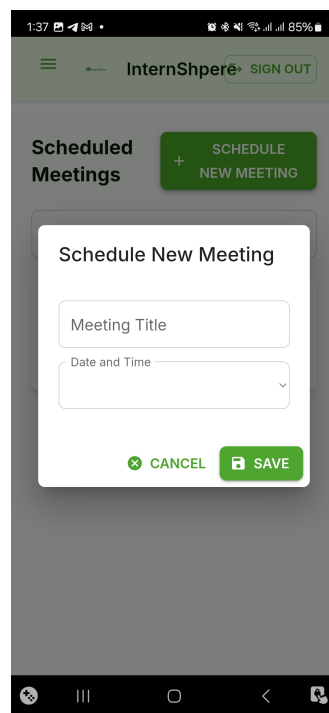 1:37 85%
InternShpere SIGN OUT
Scheduled
Meetings
+ SCHEDULE
NEW MEETING
Schedule New Meeting
Meeting Title
Date and Time
CANCEL SAVE